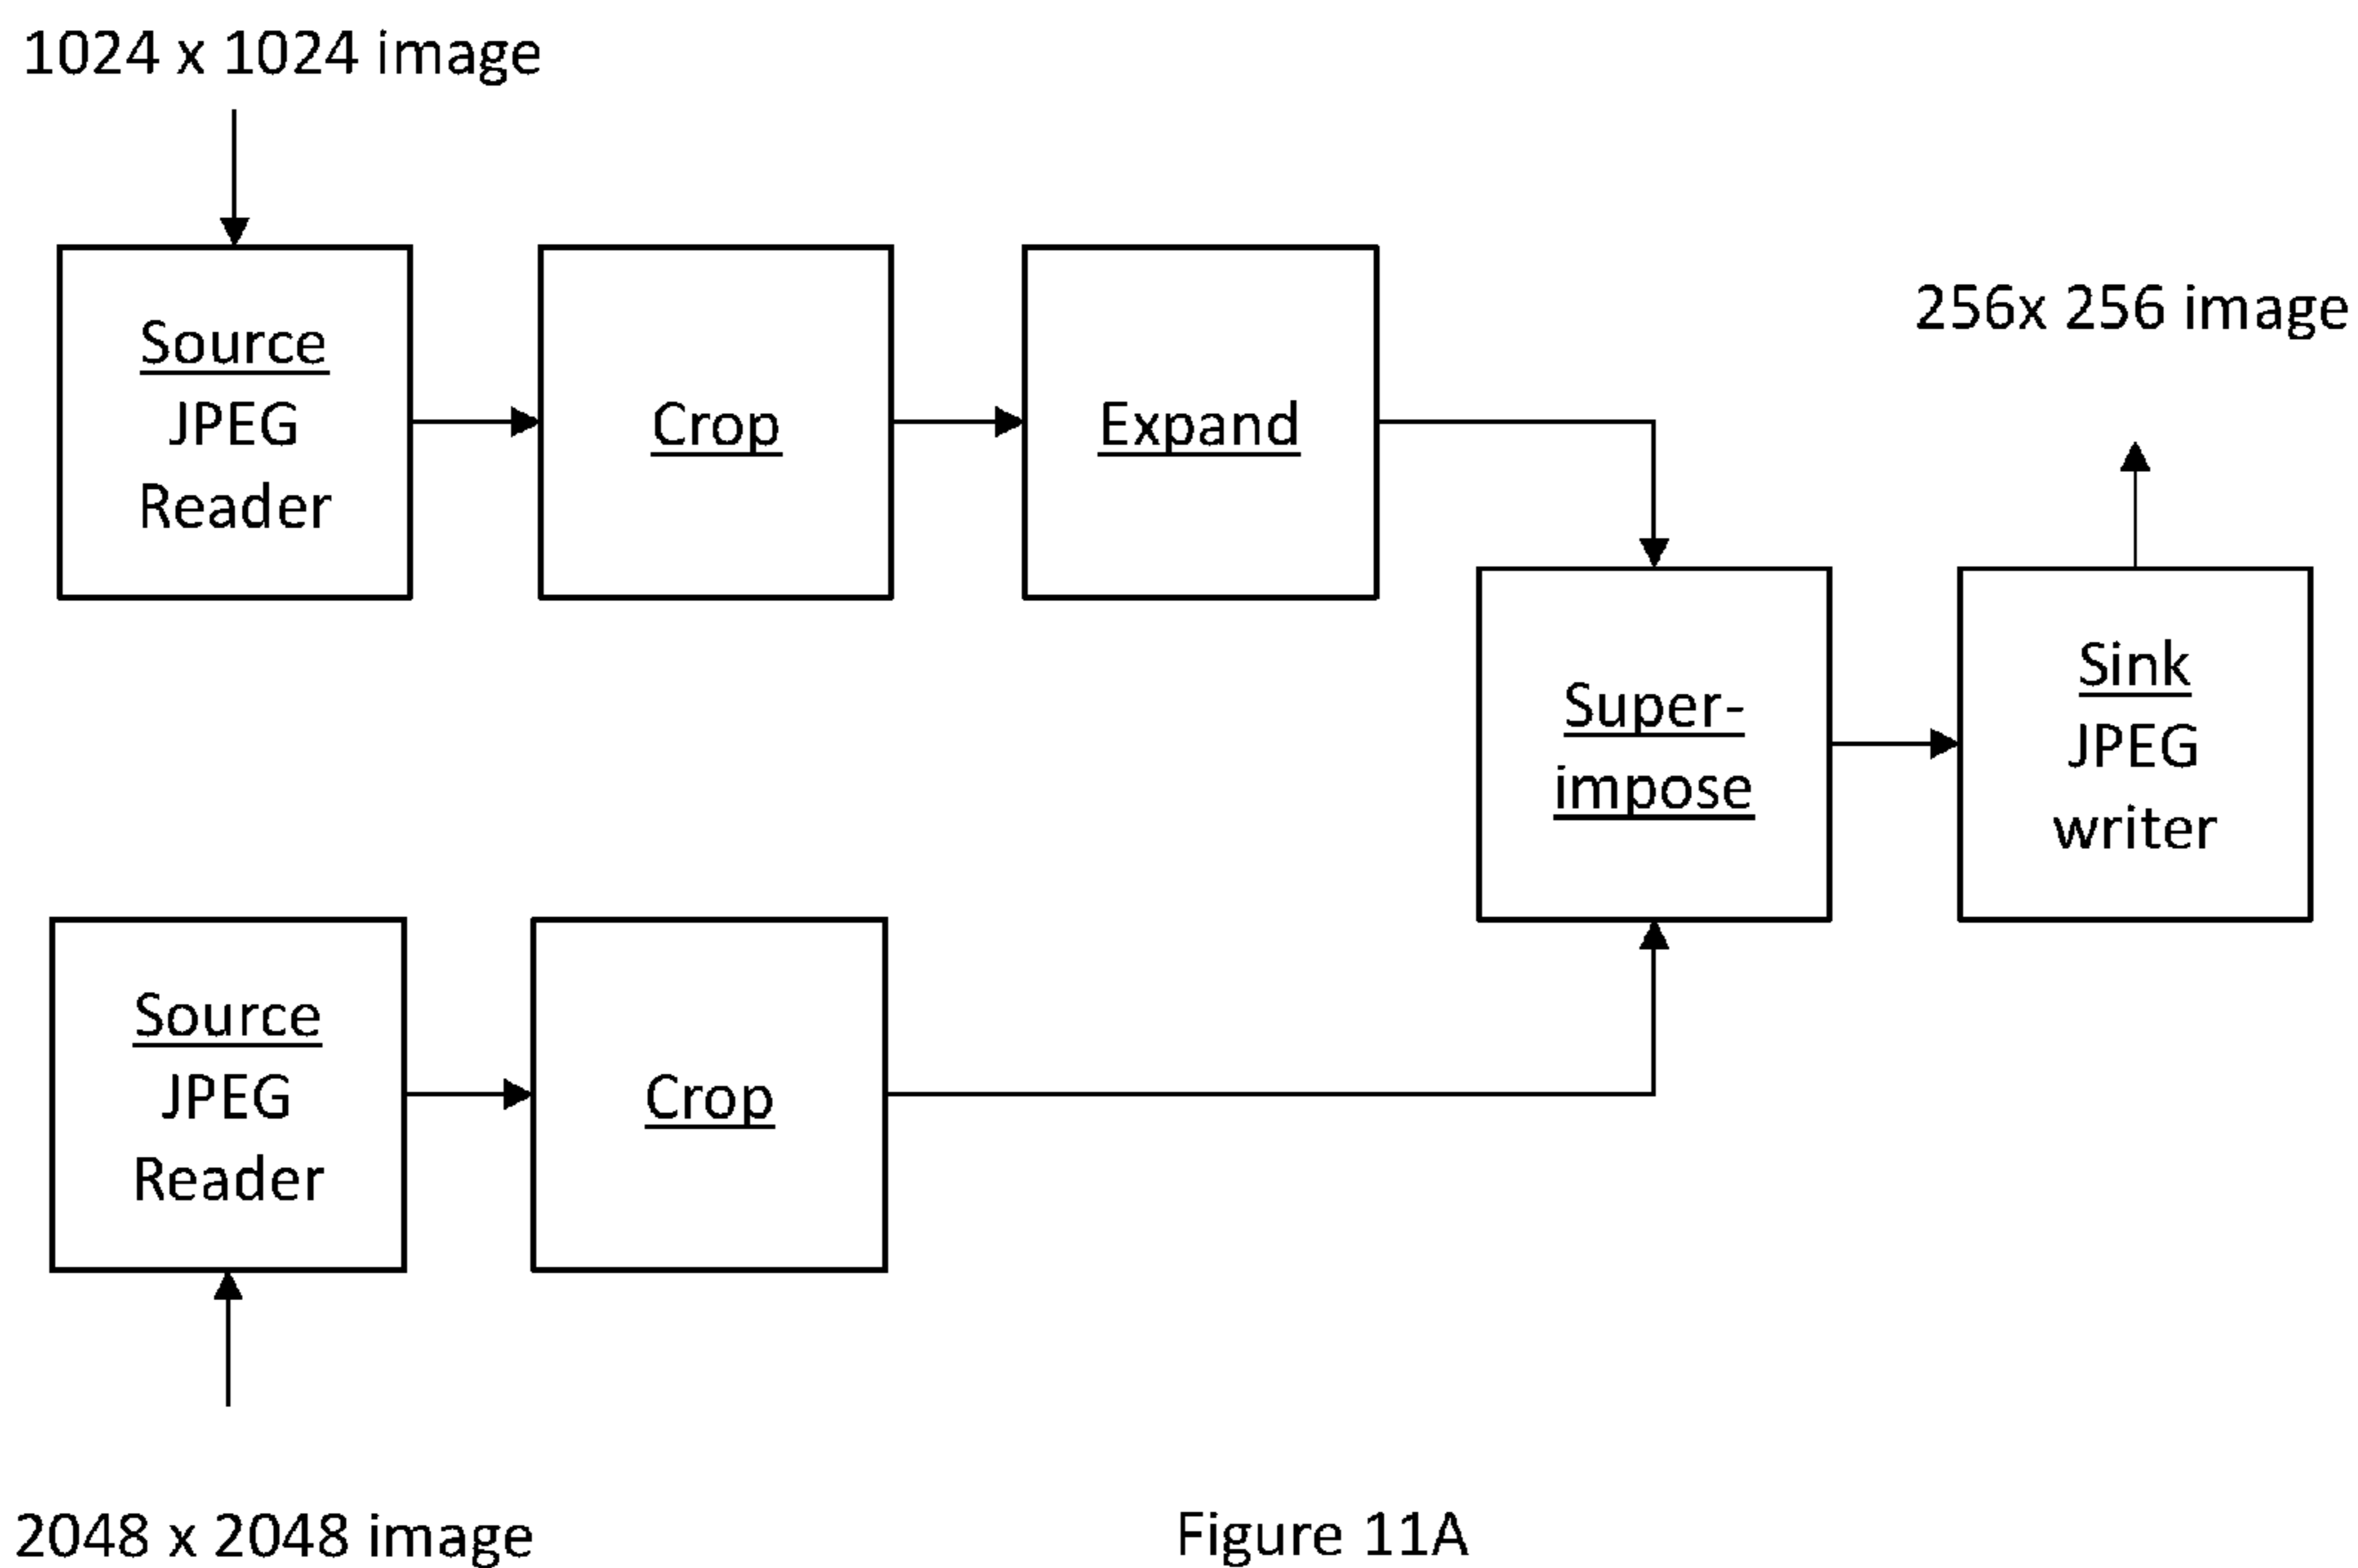 1024 x 1024 image
Source
JPEG
Reader
Crop
Expand
256x 256 image
Super-
impose
Sink
JPEG
writer
Source
JPEG
Reader
Crop
2048 x 2048 image
Figure 11A